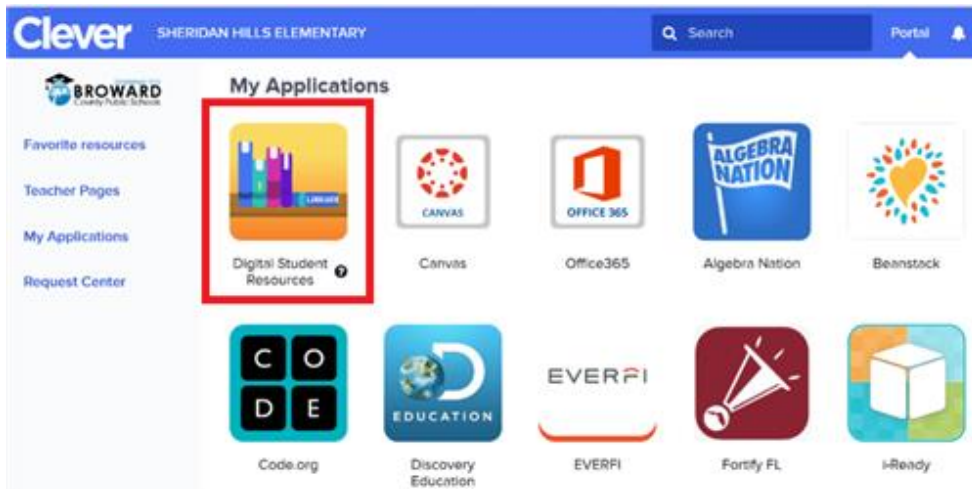 Clever SHERIDAN HILLS ELEMENTARY Search Portal
BROWARD
County Public Schools
My Applications
Favorite resources
Teacher Pages
My Applications
Request Center
LIBRARY
CANVAS
OFFICE 365
ALGEBRA
NATION
Digital Student
Resources ?
Canvas
Office365
Algebra Nation
Beanstack
C O
D E
D
EDUCATION
EVERFI
Code.org
Discovery
Education
EVERFI
Fortify FL
i-Ready